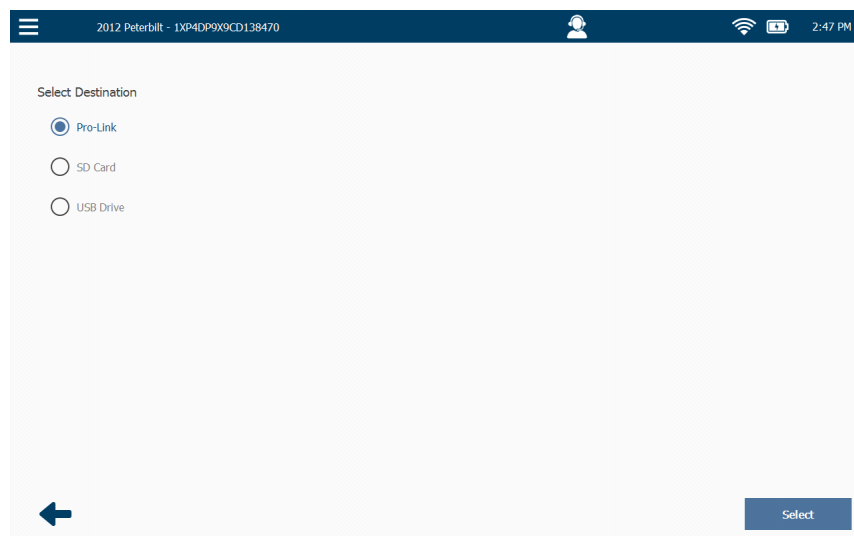 2012 Peterbilt - 1XP4DP9X9CD138470
2:47 PM
Select Destination
Pro-Link
SD Card
USB Drive
Select